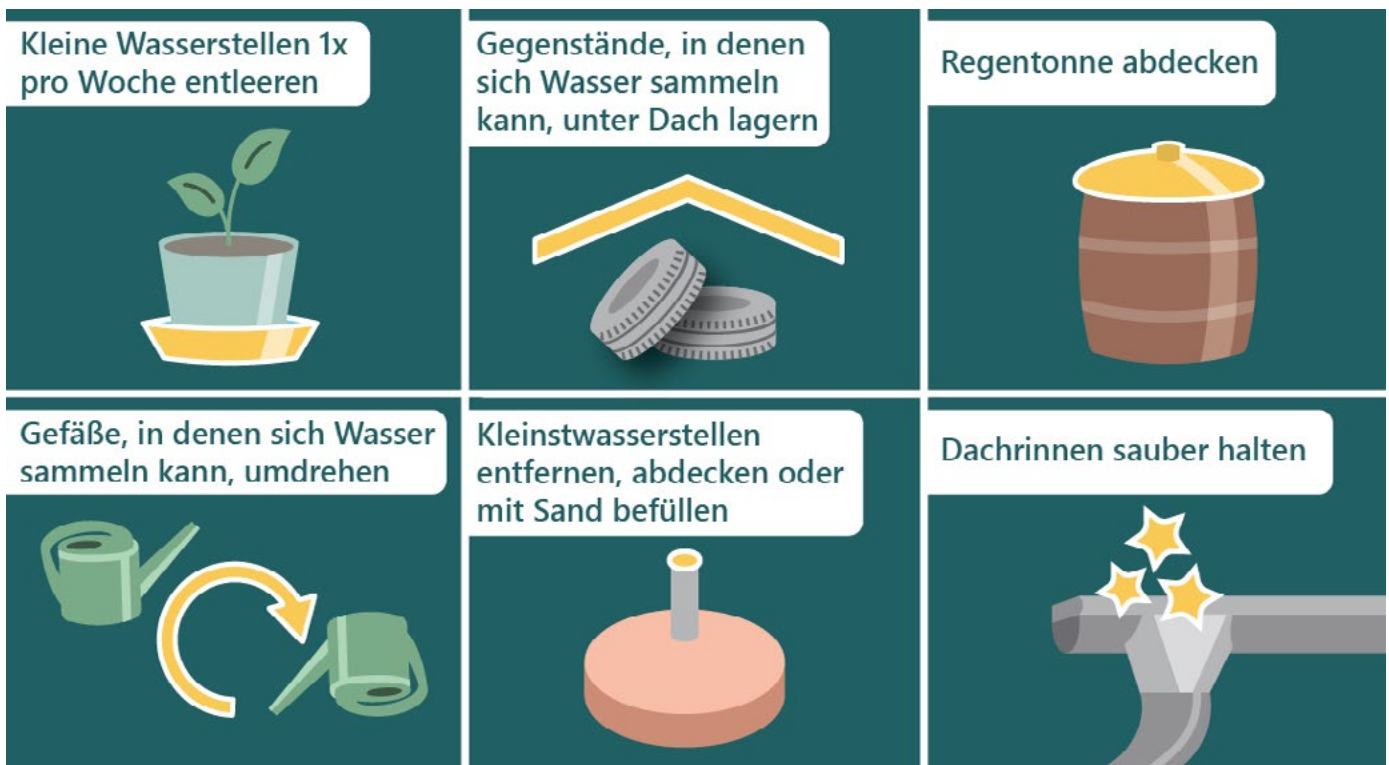 Kleine Wasserstellen 1x
pro Woche entleeren
Gegenstände, in denen
sich Wasser sammeln
kann, unter Dach lagern
Regentonne abdecken
Gefäße, in denen sich Wasser
sammeln kann, umdrehen
Kleinstwasserstellen
entfernen, abdecken oder
mit Sand befüllen
Dachrinnen sauber halten